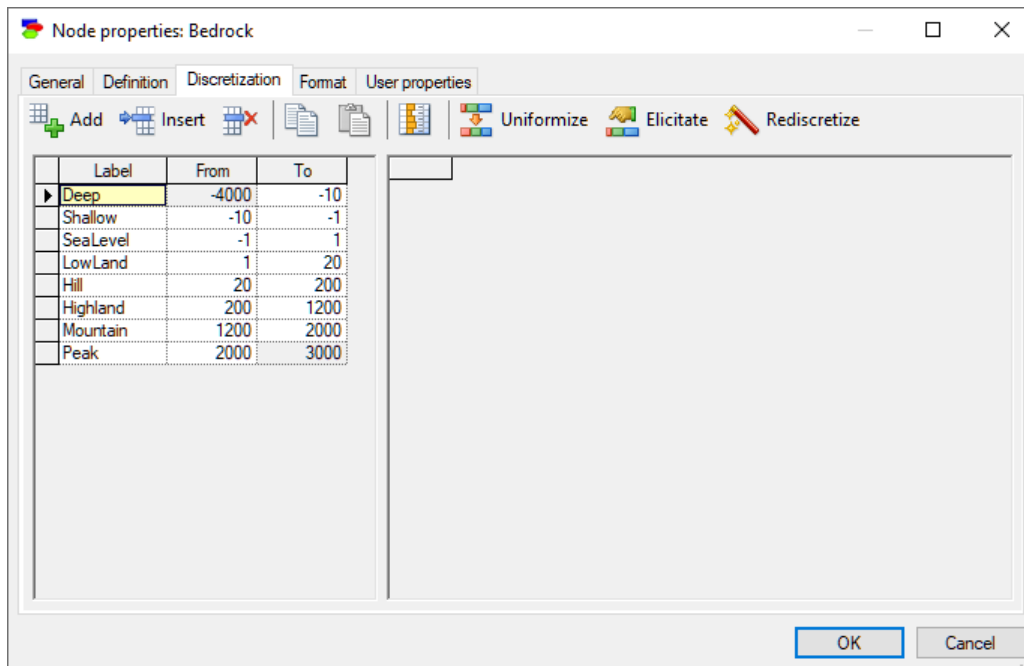 Node properties: Bedrock
General Definition Discretization Format User properties
Add Insert Uniformize Elicitate Rediscretize
Label From To
Deep -4000 -10
Shallow -10 -1
SeaLevel -1 1
LowLand 1 20
Hill 20 200
Highland 200 1200
Mountain 1200 2000
Peak 2000 3000
OK Cancel